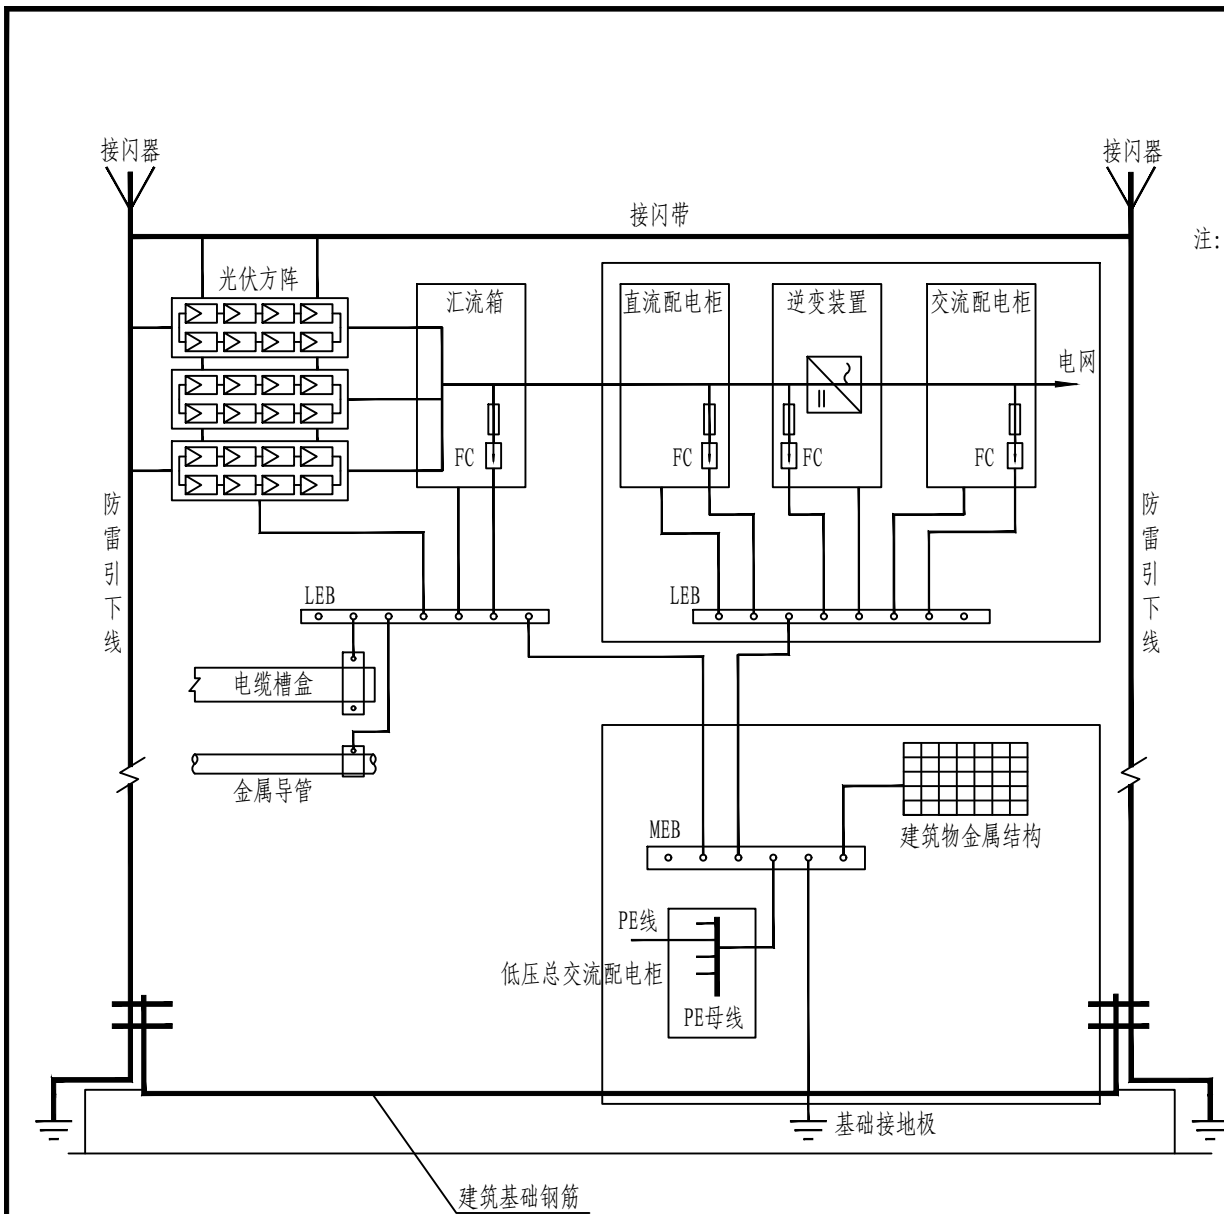 接闪器
接闪器
接闪带
注:
光伏方阵
汇流箱
直流配电柜
逆变装置
交流配电柜
电网
FC
FC
FC
FC
防雷引下线
防雷引下线
LEB
LEB
电缆槽盒
金属导管
MEB
建筑物金属结构
PE线
低压总交流配电柜
PE母线
基础接地极
建筑基础钢筋